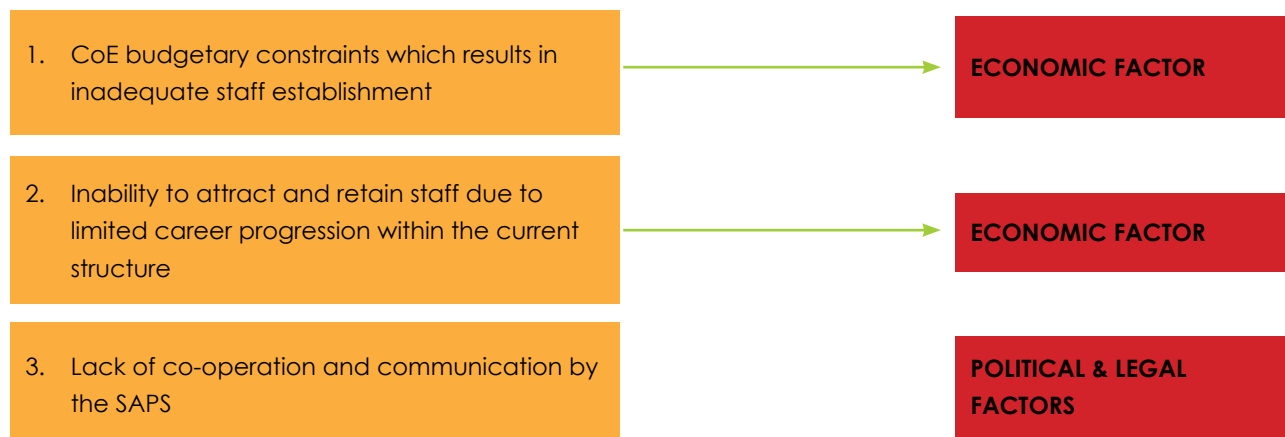 1. CoE budgetary constraints which results in
inadequate staff establishment
ECONOMIC FACTOR
2. Inability to attract and retain staff due to
limited career progression within the current
structure
ECONOMIC FACTOR
3. Lack of co-operation and communication by
the SAPS
POLITICAL & LEGAL
FACTORS